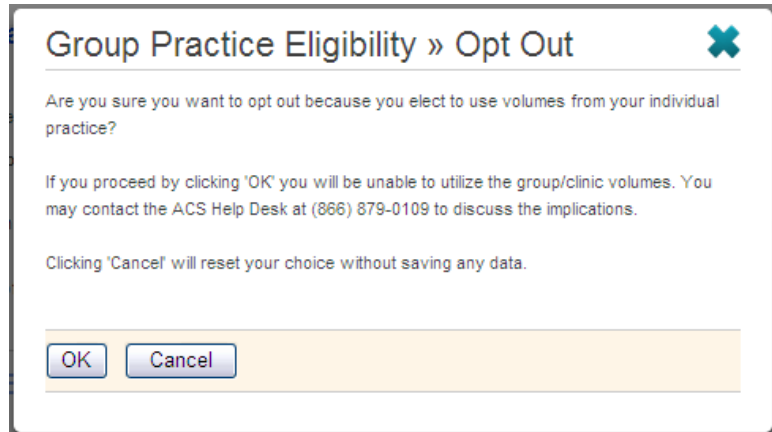 Group Practice Eligibility » Opt Out
Are you sure you want to opt out because you elect to use volumes from your individual
practice?
If you proceed by clicking 'OK' you will be unable to utilize the group/clinic volumes. You
may contact the ACS Help Desk at (866) 879-0109 to discuss the implications.
Clicking 'Cancel' will reset your choice without saving any data.
OK Cancel